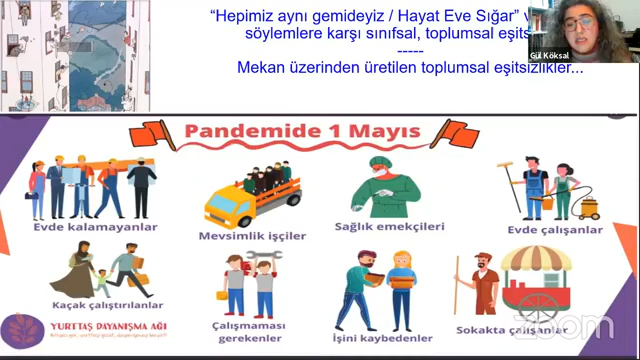 “Hepimiz aynı gemideyiz / Hayat Eve Sığar” v
söylemlere karşı sınıfsal, toplumsal eşits
-----
Mekan üzerinden üretilen toplumsal eşitsizlikler...
Gül Köksal
Pandemide 1 Mayıs
Evde kalamayanlar
Mevsimlik işçiler
Sağlık emekçileri
Evde çalışanlar
Kaçak çalıştırılanlar
Çalışmaması
gerekenler
İşini kaybedenler
Sokakta çalışanlar
YURTTAŞ DAYANIŞMA AĞI
zoom